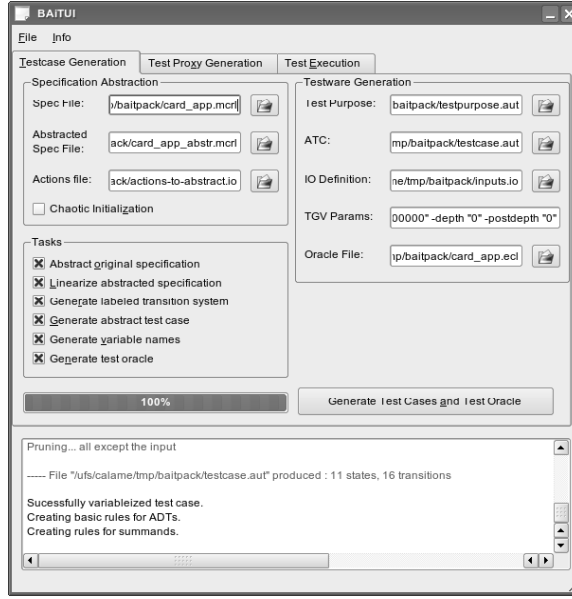 BAiTUI
File Info
Testcase Generation Test Proxy Generation Test Execution
Specification Abstraction
Spec File: )/baitpack/card_app.mcrl
Abstracted
Spec File: ack/card_app_abstr.mcrl
Actions file: ack/actions-to-abstract.io
Chaotic Initialization
Tasks
Abstract original specification
Linearize abstracted specification
Generate labeled transition system
Generate abstract test case
Generate variable names
Generate test oracle
100%
Testware Generation
Test Purpose: baitpack/testpurpose.aut
ATC: mp/baitpack/testcase.aut
IO Definition: ne/tmp/baitpack/inputs.io
TGV Params: 00000" -depth "0" -postdepth "0"
Oracle File: ıp/baitpack/card_app.ecl
Generate Test Cases and Test Oracle
Pruning... all except the input
----- File "/ufs/calame/tmp/baitpack/testcase.aut" produced : 11 states, 16 transitions
Sucessfully variableized test case.
Creating basic rules for ADTs.
Creating rules for summands.